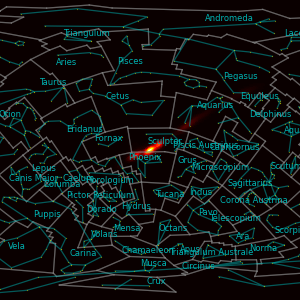 Andromeda
Triangulum
Lac
Pisces
Aries
Pegasus
Taurus
Cetus
Equuleus
Aquarius
Orion
Delphinus
Aqu
Eridanus
Fornax
Sculptor
Piscis Austrinus
Capricornus
Phoenix
Grus
Lepus
Microscopium
Scutum
Canis Major
Caelum
Horologium
Columba
Sagittarius
Pictor
Reticulum
Tucana
Indus
Corona Austrina
Dorado
Hydrus
Puppis
Pavo
Telescopium
Mensa
Octans
Scorpi
Volans
Ara
Vela
Carina
Chamaeleon
Apus
Triangulum Australe
Norma
Musca
Circinus
Crux